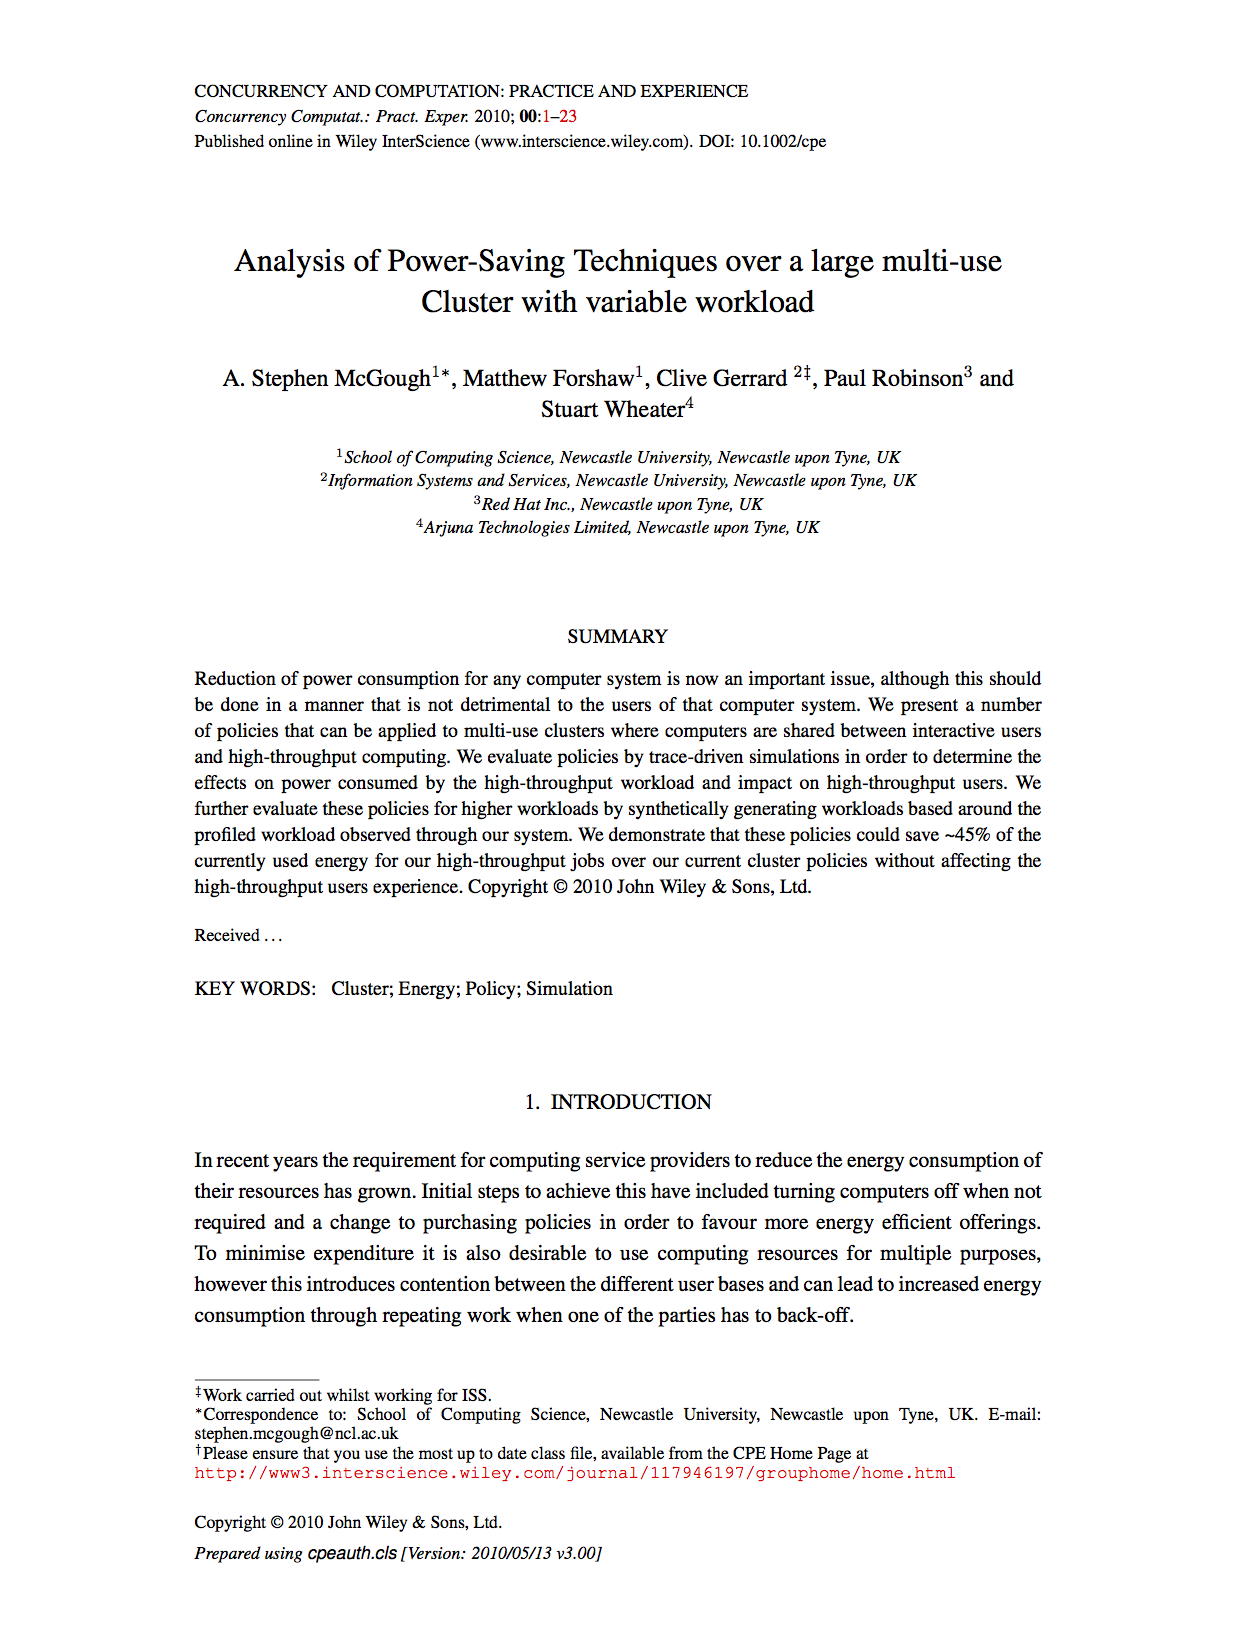 CONCURRENCY AND COMPUTATION: PRACTICE AND EXPERIENCE
Concurrency Computat.: Pract. Exper. 2010; 00:1–23
Published online in Wiley InterScience (www.interscience.wiley.com). DOI: 10.1002/cpe
Analysis of Power-Saving Techniques over a large multi-use
Cluster with variable workload
A. Stephen McGough1*, Matthew Forshaw1, Clive Gerrard 2‡, Paul Robinson3 and
Stuart Wheater4
1School of Computing Science, Newcastle University, Newcastle upon Tyne, UK
2Information Systems and Services, Newcastle University, Newcastle upon Tyne, UK
3Red Hat Inc., Newcastle upon Tyne, UK
4Arjuna Technologies Limited, Newcastle upon Tyne, UK
SUMMARY
Reduction of power consumption for any computer system is now an important issue, although this should
be done in a manner that is not detrimental to the users of that computer system. We present a number
of policies that can be applied to multi-use clusters where computers are shared between interactive users
and high-throughput computing. We evaluate policies by trace-driven simulations in order to determine the
effects on power consumed by the high-throughput workload and impact on high-throughput users. We
further evaluate these policies for higher workloads by synthetically generating workloads based around the
profiled workload observed through our system. We demonstrate that these policies could save ~45% of the
currently used energy for our high-throughput jobs over our current cluster policies without affecting the
high-throughput users experience. Copyright © 2010 John Wiley & Sons, Ltd.
Received . . .
KEY WORDS: Cluster; Energy; Policy; Simulation
1. INTRODUCTION
In recent years the requirement for computing service providers to reduce the energy consumption of
their resources has grown. Initial steps to achieve this have included turning computers off when not
required and a change to purchasing policies in order to favour more energy efficient offerings.
To minimise expenditure it is also desirable to use computing resources for multiple purposes,
however this introduces contention between the different user bases and can lead to increased energy
consumption through repeating work when one of the parties has to back-off.
‡Work carried out whilst working for ISS.
*Correspondence to: School of Computing Science, Newcastle University, Newcastle upon Tyne, UK. E-mail:
stephen.mcgough@ncl.ac.uk
†Please ensure that you use the most up to date class file, available from the CPE Home Page at
http://www3.interscience.wiley.com/journal/117946197/grouphome/home.html
Copyright © 2010 John Wiley & Sons, Ltd.
Prepared using cpeauth.cls [Version: 2010/05/13 v3.00]